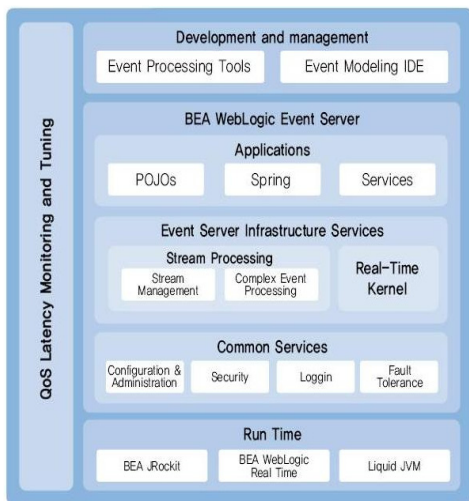 QoS Latency Monitoring and Tuning
Development and management
Event Processing Tools
Event Modeling IDE
BEA WebLogic Event Server
Applications
POJOs
Spring
Services
Event Server Infrastructure Services
Stream Processing
Stream
Management
Complex Event
Processing
Real-Time
Kernel
Common Services
Configuration &
Administration
Security
Loggin
Fault
Tolerance
Run Time
BEA JRockit
BEA WebLogic
Real Time
Liquid JVM